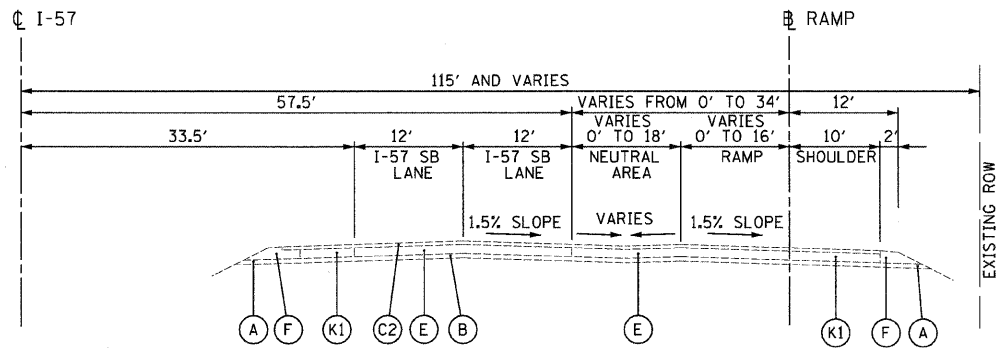 ℄ I-57
B RAMP
115' AND VARIES
57.5'
VARIES FROM 0' TO 34'
12'
33.5'
12'
12'
VARIES
0' TO 18'
VARIES
0' TO 16'
10'
2'
I-57 SB
LANE
I-57 SB
LANE
NEUTRAL
AREA
RAMP
SHOULDER
1.5% SLOPE
VARIES
1.5% SLOPE
EXISTING ROW
A
F
K1
C2
E
B
E
K1
F
A